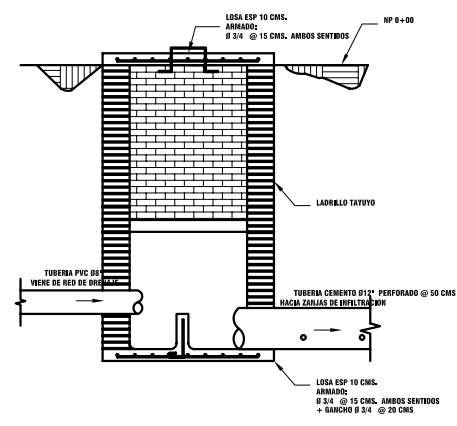 LOSA ESP 10 CMS.
ARMADO:
Ø 3/4 @ 15 CMS. AMBOS SENTIDOS
NP 0+00
LADRILLO TAYUYO
TUBERIA PVC Ø8"
VIENE DE RED DE DRENAJE
TUBERIA CEMENTO Ø12" PERFORADO @ 50 CMS
HACIA ZANJAS DE INFILTRACION
LOSA ESP 10 CMS.
ARMADO:
Ø 3/4 @ 15 CMS. AMBOS SENTIDOS
+ GANCHO Ø 3/4 @ 20 CMS